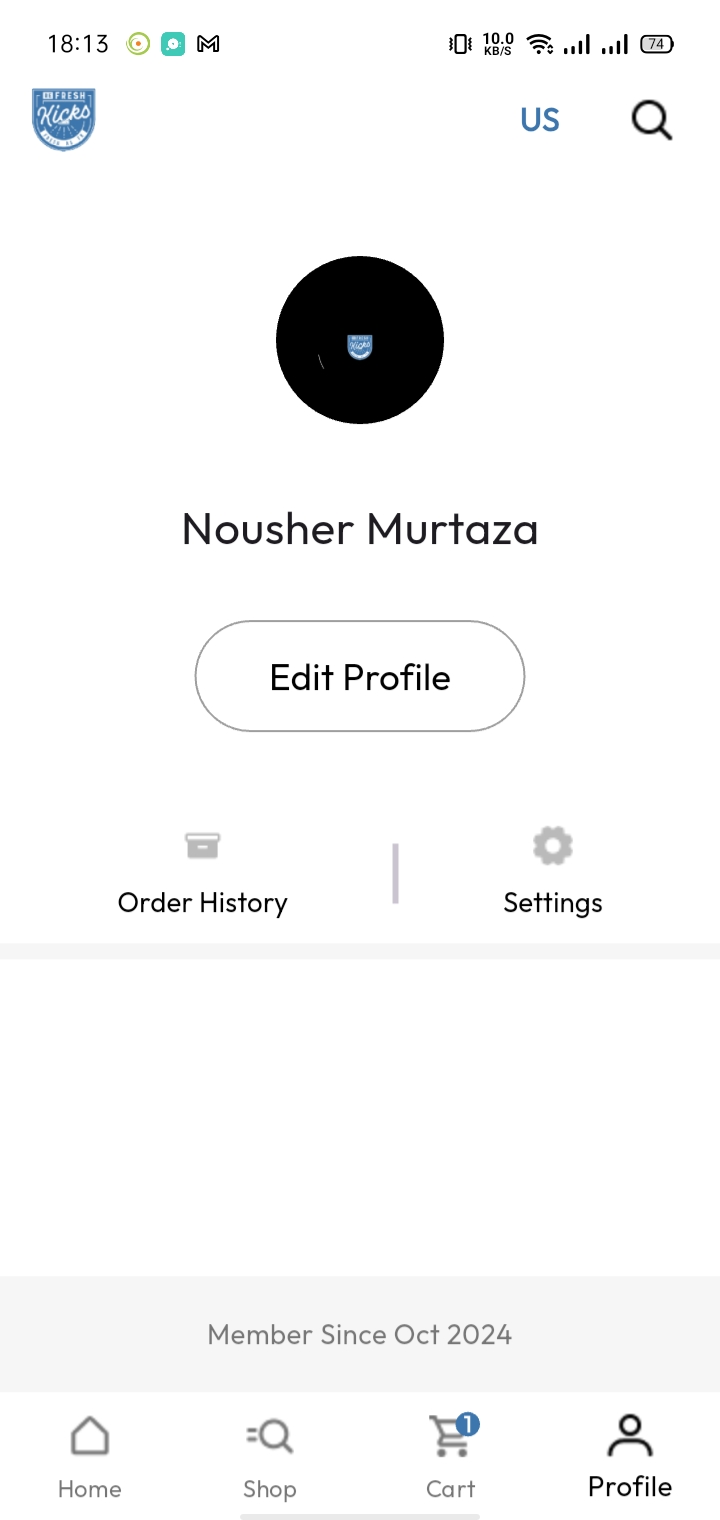 18:13
10.0
KB/S
74
FRESH
Kicks
US
Kicks
Nousher Murtaza
Edit Profile
Order History
Settings
Member Since Oct 2024
1
Home
Shop
Cart
Profile